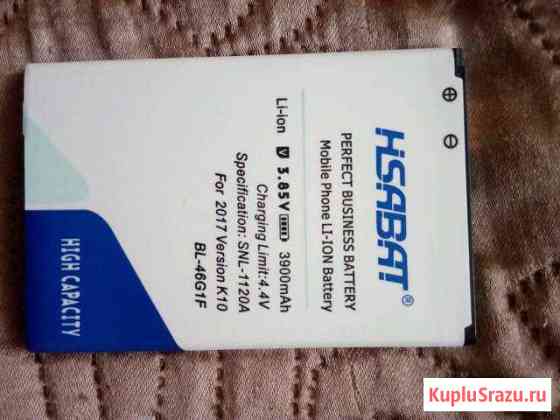 HSABAT®
PERFECT BUSINESS BATTERY
Mobile Phone LI-ION Battery
Li-ion V 3.85V 3900mAh
Charging Limit:4.4V
Specification: SNL-1120A
For 2017 Version K10
BL-46G1F
HIGH CAPACITY
KupluSrazu.ru